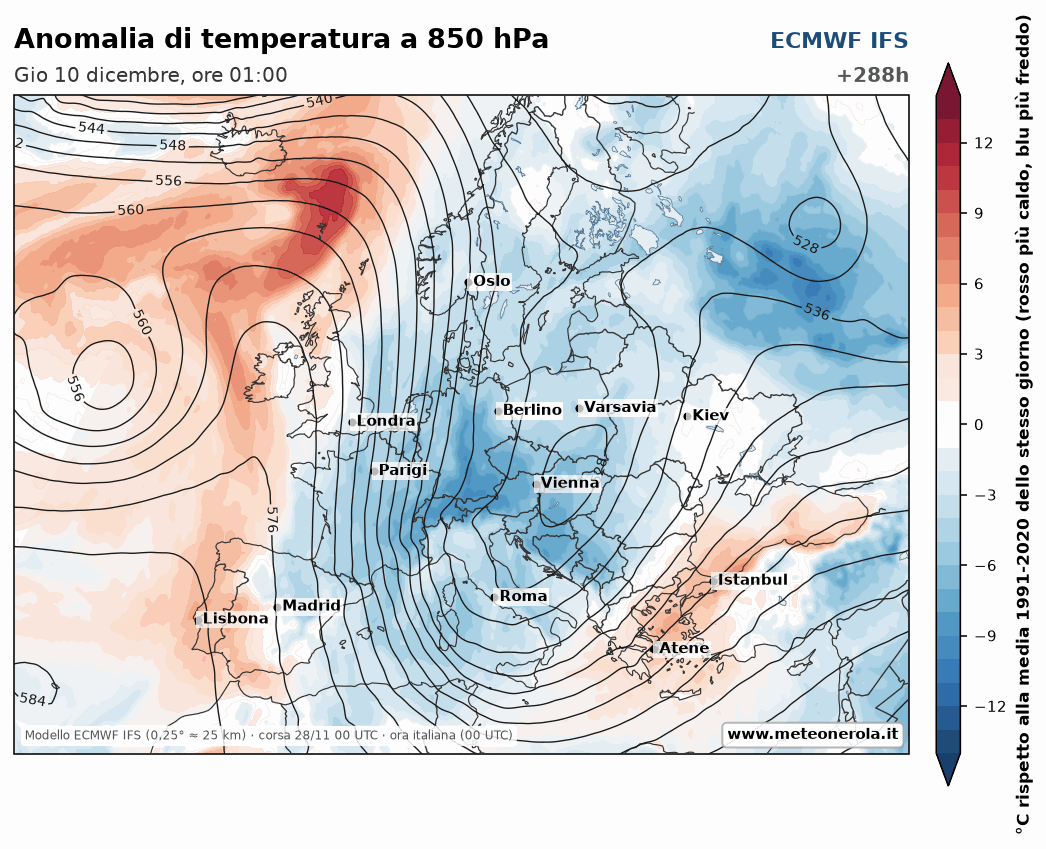 Anomalia di temperatura a 850 hPa
ECMWF IFS
Gio 10 dicembre, ore 01:00
+288h
540
544
2
548
556
560
528
536
560
556
576
584
Oslo
Berlino
Varsavia
Kiev
Londra
Parigi
Vienna
Istanbul
Roma
Madrid
Lisbona
Atene
Modello ECMWF IFS (0,25° ≈ 25 km) · corsa 28/11 00 UTC · ora italiana (00 UTC)
www.meteonerola.it
12
9
6
3
0
−3
−6
−9
−12
°C rispetto alla media 1991-2020 dello stesso giorno (rosso più caldo, blu più freddo)